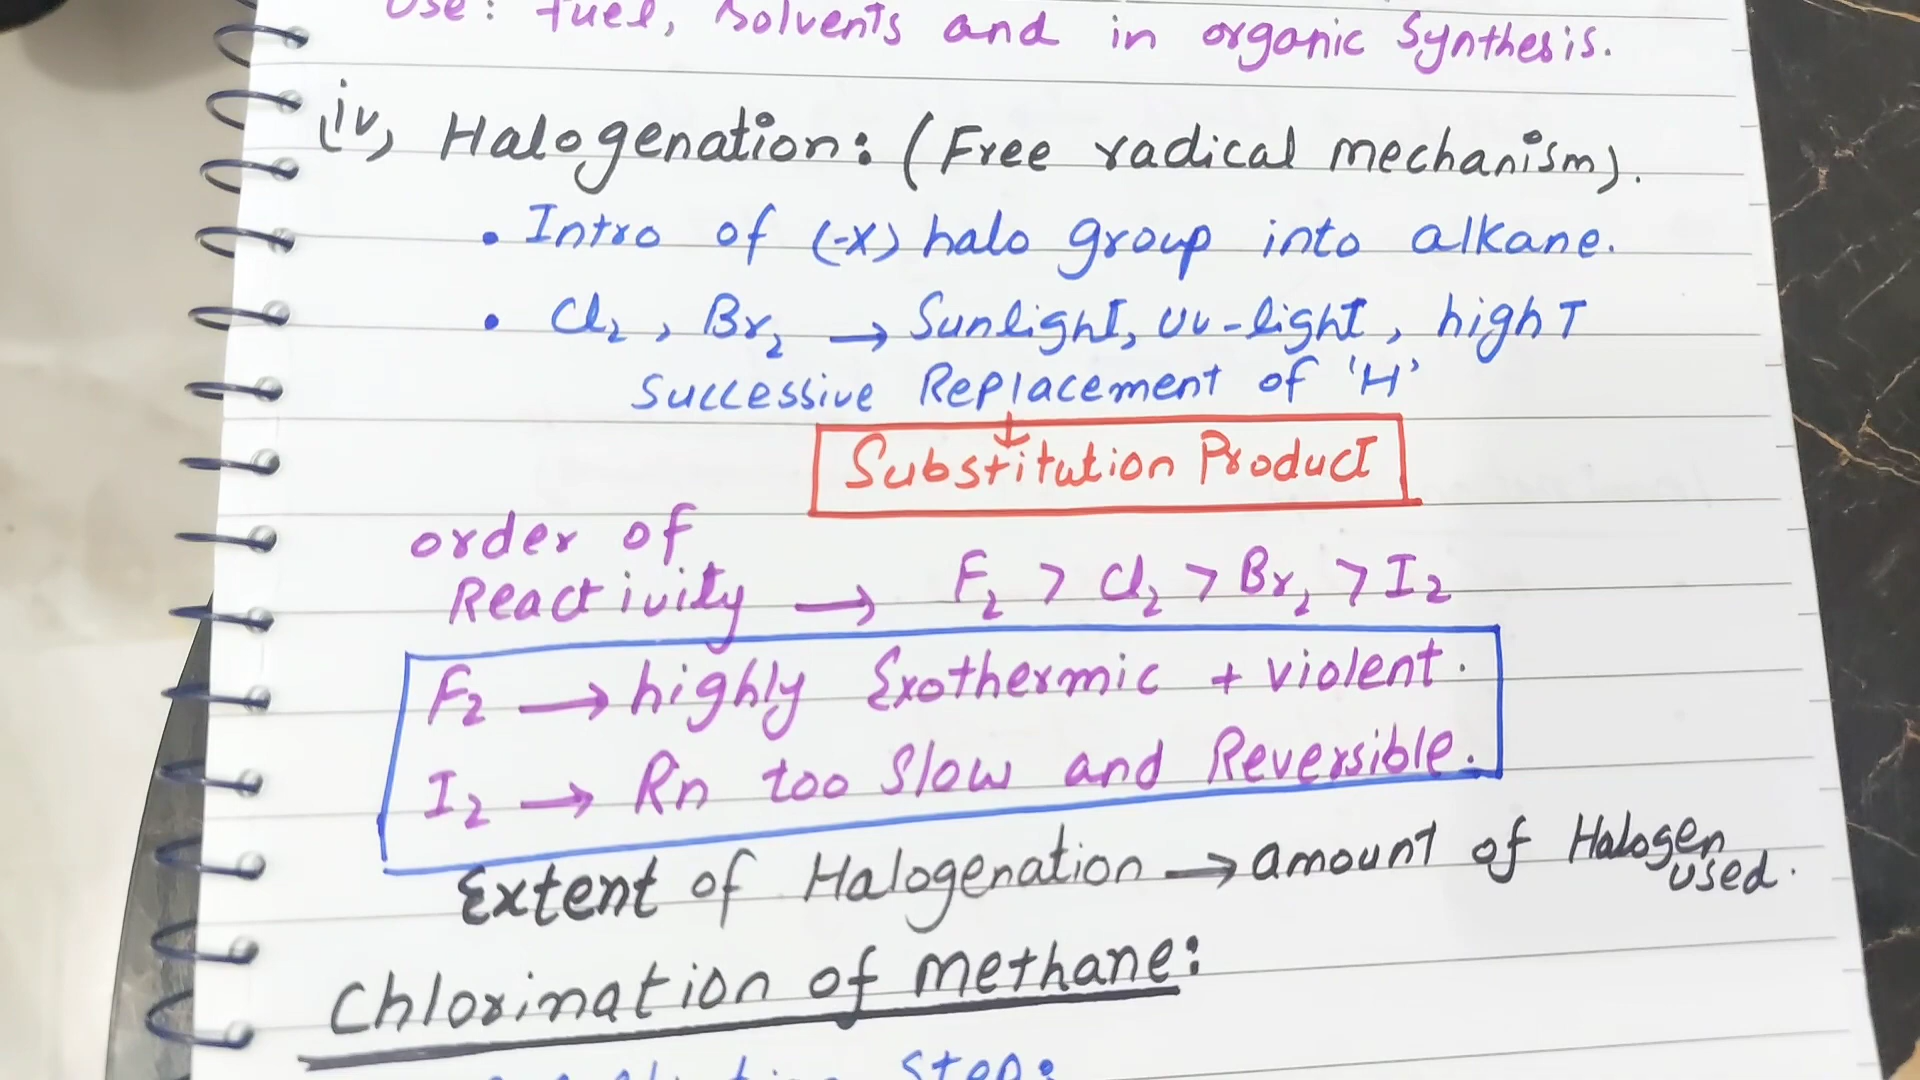 Use: fuel, solvents and in organic Synthesis.
(iv) Halogenation: (Free radical mechanism).
• Intro of (-X) halo group into alkane.
• Cl2 , Br2 → Sunlight, UV-light, high T
Successive Replacement of 'H'
↓
Substitution Product
order of
Reactivity → F2 > Cl2 > Br2 > I2
F2 → highly Exothermic + violent.
I2 → Rn too Slow and Reversible.
Extent of Halogenation → amount of Halogen
used.
Chlorination of methane:
Step: